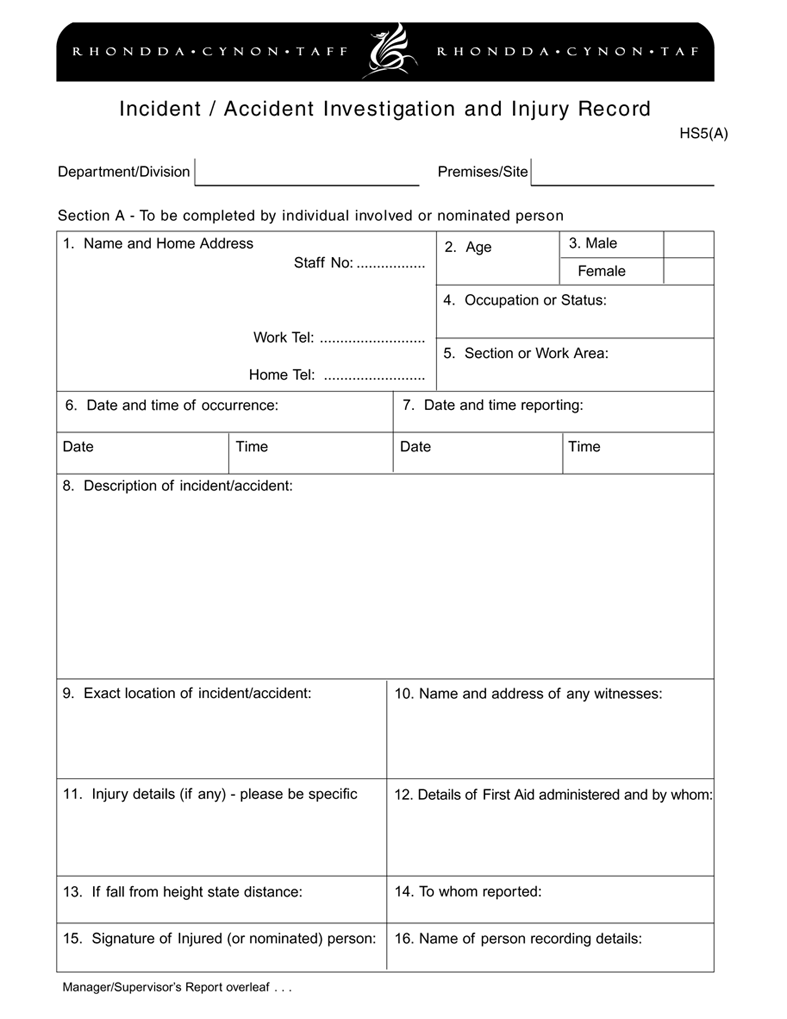 RHONDDA•CYNON•TAFF RHONDDA•CYNON•TAF
Incident / Accident Investigation and Injury Record
HS5(A)
Department/Division Premises/Site
Section A - To be completed by individual involved or nominated person
1. Name and Home Address
Staff No: .................
2. Age
3. Male
Female
4. Occupation or Status:
Work Tel: ..........................
5. Section or Work Area:
Home Tel: .........................
6. Date and time of occurrence: 7. Date and time reporting:
Date Time Date Time
8. Description of incident/accident:
9. Exact location of incident/accident: 10. Name and address of any witnesses:
11. Injury details (if any) - please be specific 12. Details of First Aid administered and by whom:
13. If fall from height state distance: 14. To whom reported:
15. Signature of Injured (or nominated) person: 16. Name of person recording details:
Manager/Supervisor's Report overleaf . . .